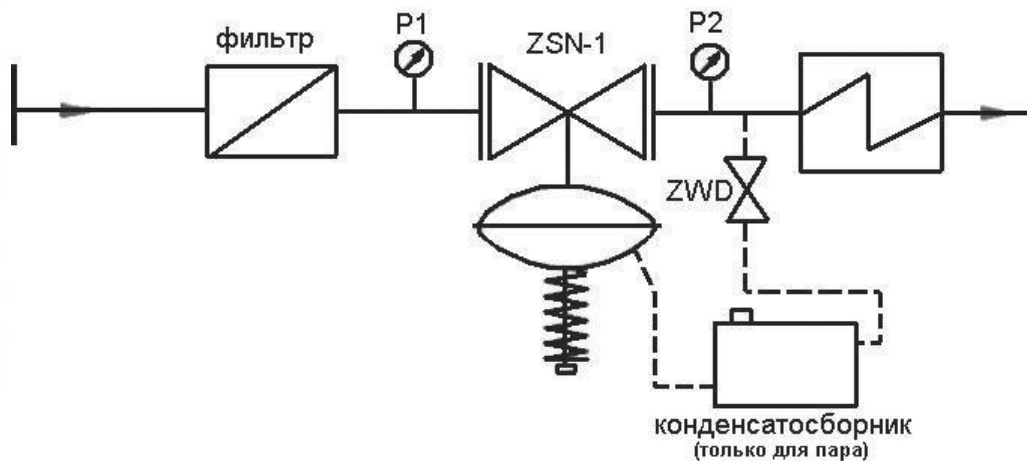 фильтр
P1
ZSN-1
P2
ZWD
конденсатосборник
(только для пара)